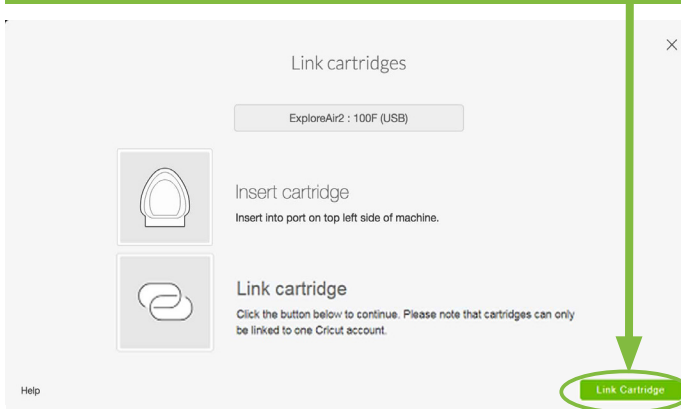 Link cartridges
ExploreAir2 : 100F (USB)
Insert cartridge
Insert into port on top left side of machine.
Link cartridge
Click the button below to continue. Please note that cartridges can only
be linked to one Cricut account.
Help
Link Cartridge